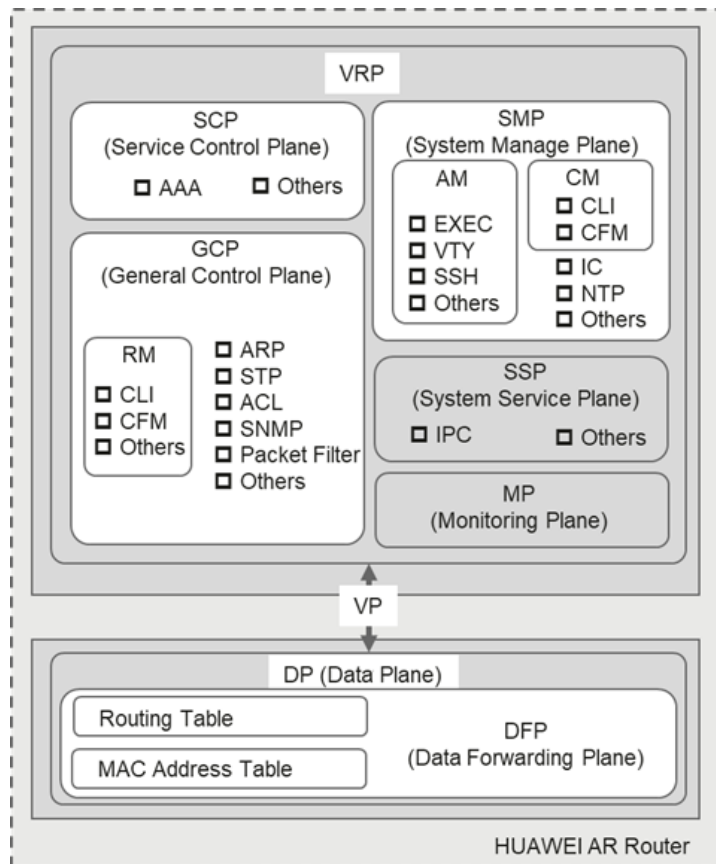 VRP
SCP
(Service Control Plane)
AAA
Others
SMP
(System Manage Plane)
AM
EXEC
VTY
SSH
Others
CM
CLI
CFM
IC
NTP
Others
GCP
(General Control Plane)
RM
CLI
CFM
Others
ARP
STP
ACL
SNMP
Packet Filter
Others
SSP
(System Service Plane)
IPC
Others
MP
(Monitoring Plane)
VP
DP (Data Plane)
Routing Table
MAC Address Table
DFP
(Data Forwarding Plane)
HUAWEI AR Router